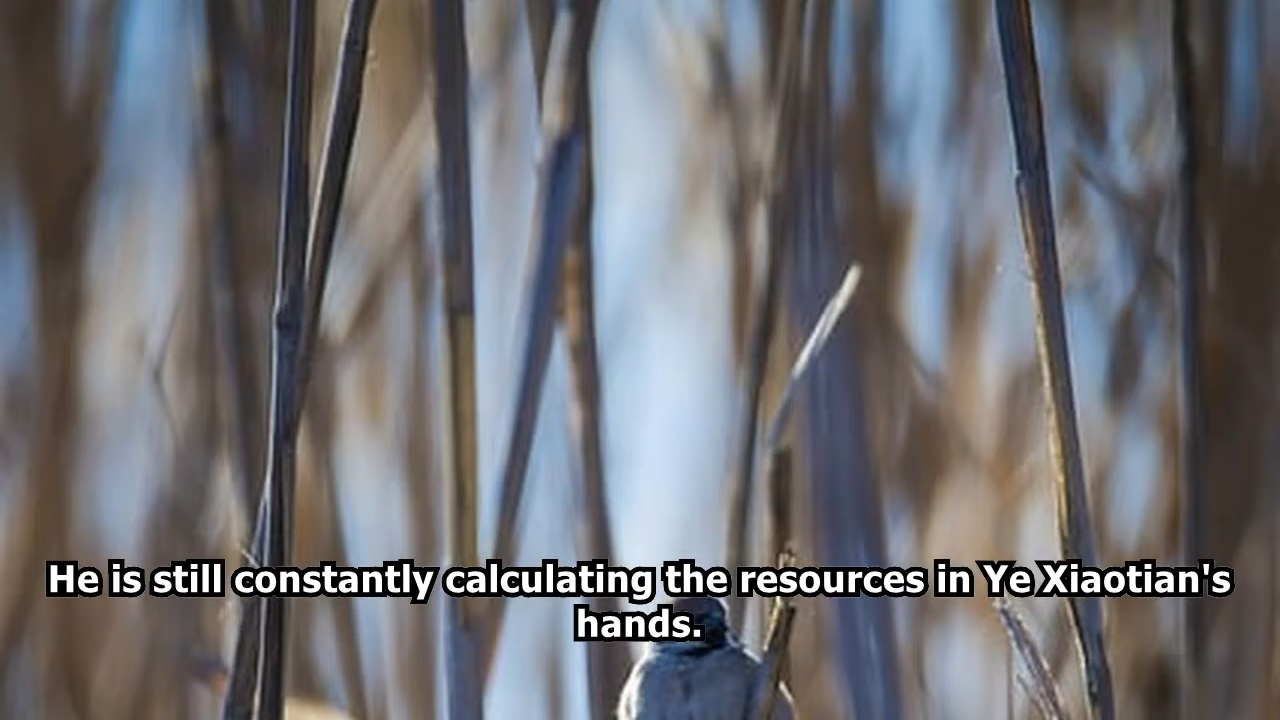 He is still constantly calculating the resources in Ye Xiaotian's
hands.